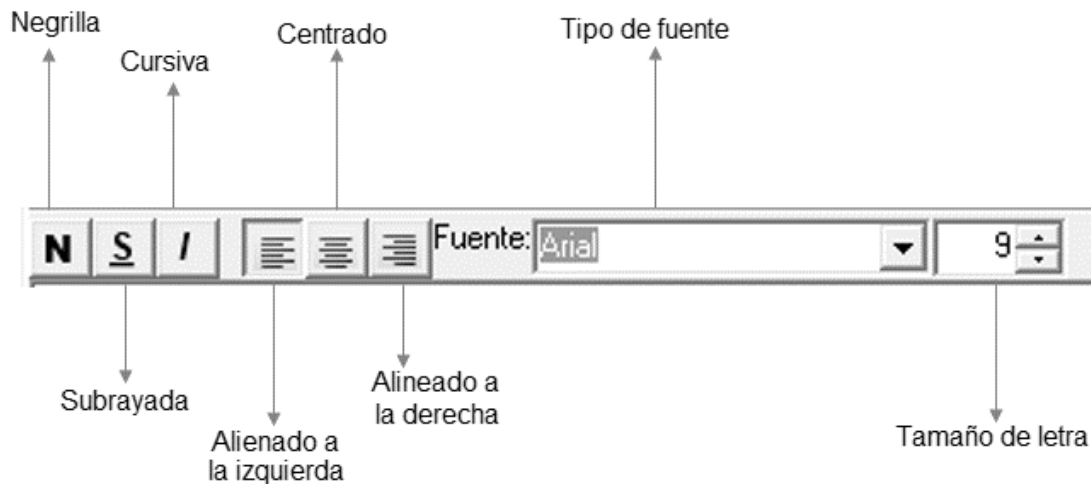 Negrilla
Cursiva
Centrado
Tipo de fuente
N S I Fuente: Arial 9
Subrayada
Alienado a
la izquierda
Alineado a
la derecha
Tamaño de letra